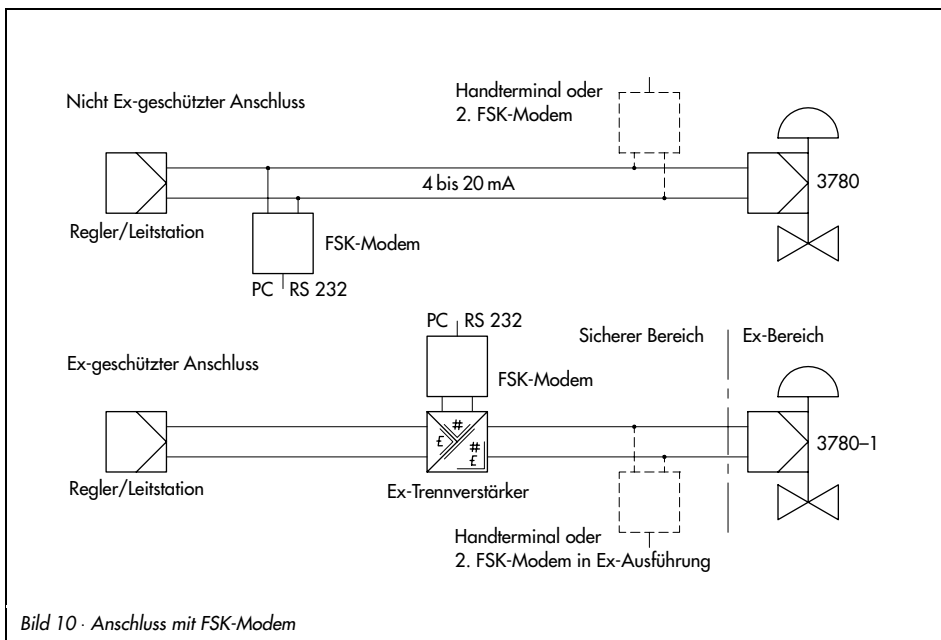 Nicht Ex-geschützter Anschluss
Handterminal oder
2. FSK-Modem
4 bis 20 mA
3780
Regler/Leitstation
FSK-Modem
PC RS 232
PC RS 232
Sicherer Bereich
Ex-Bereich
Ex-geschützter Anschluss
FSK-Modem
#
E
#
E
3780–1
Regler/Leitstation
Ex-Trennverstärker
Handterminal oder
2. FSK-Modem in Ex-Ausführung
Bild 10 · Anschluss mit FSK-Modem